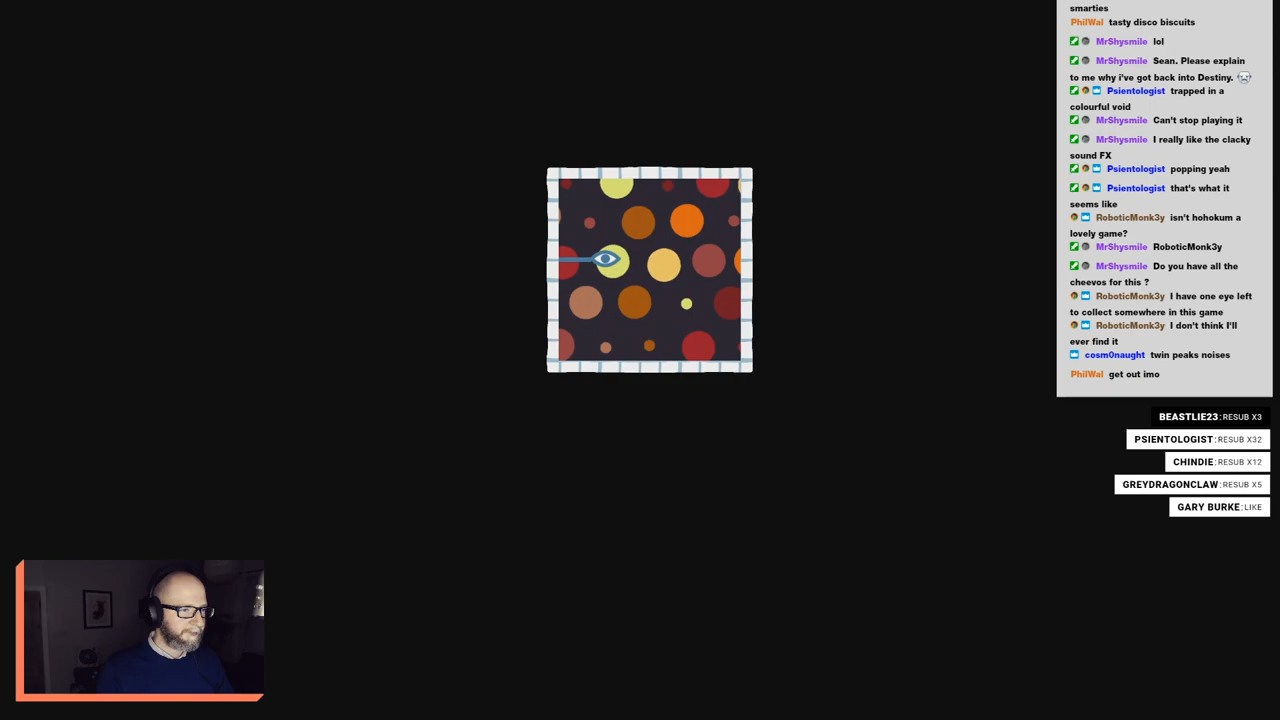 smarties
PhilWal tasty disco biscuits
MrShysmile lol
MrShysmile Sean. Please explain
to me why i've got back into Destiny.
Psientologist trapped in a
colourful void
MrShysmile Can't stop playing it
MrShysmile I really like the clacky
sound FX
Psientologist popping yeah
Psientologist that's what it
seems like
RoboticMonk3y isn't hohokum a
lovely game?
MrShysmile RoboticMonk3y
MrShysmile Do you have all the
cheevos for this ?
RoboticMonk3y I have one eye left
to collect somewhere in this game
RoboticMonk3y I don't think I'll
ever find it
cosm0naught twin peaks noises
PhilWal get out imo
BEASTLIE23:RESUB X3
PSIENTOLOGIST:RESUB X32
CHINDIE:RESUB X12
GREYDRAGONCLAW:RESUB X5
GARY BURKE:LIKE